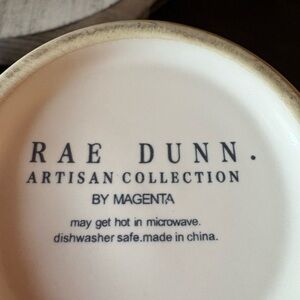 RAE DUNN.
ARTISAN COLLECTION
BY MAGENTA
may get hot in microwave.
dishwasher safe.made in china.